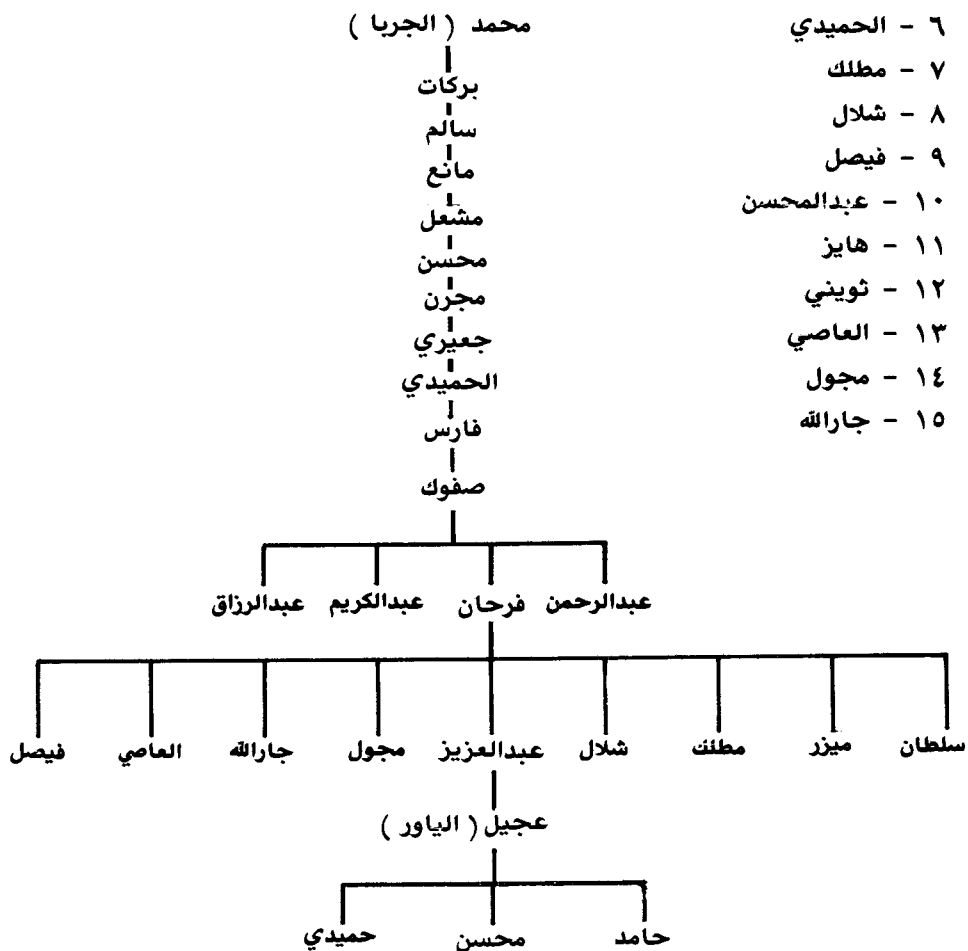 ٦ - الحميدي
٧ - مطلك
٨ - شلال
٩ - فيصل
١٠ - عبدالمحسن
١١ - هايز
١٢ - ثويني
١٣ - العاصي
١٤ - مجول
١٥ - جارالله
محمد ( الجربا )
بركات
سالم
مانع
مشعل
محسن
مجرن
جعيري
الحميدي
فارس
صفوك
عبدالرحمن فرحان عبدالكريم عبدالرزاق
سلطان ميزر مطلك شلال عبدالعزيز مجول جارالله العاصي فيصل
عجيل ( الياور )
حامد محسن حميدي